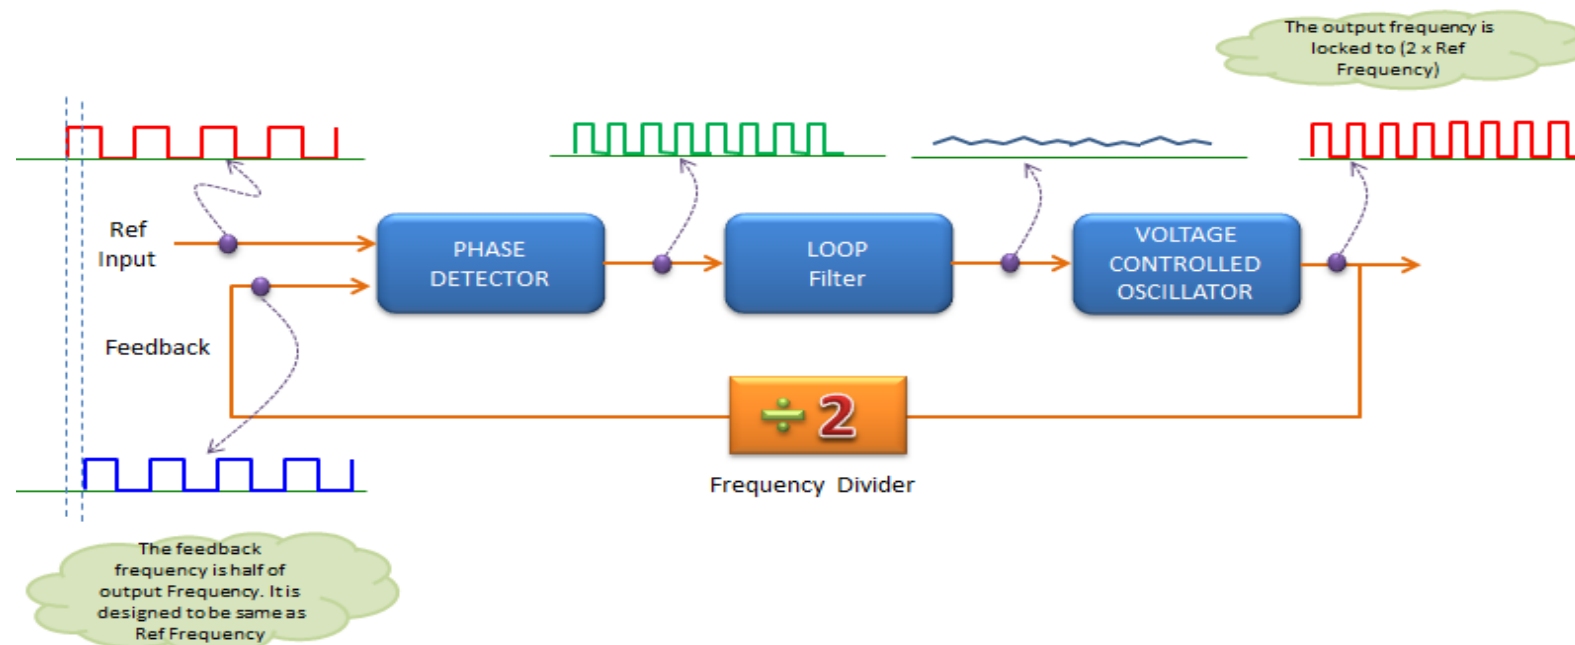 The output frequency is
locked to (2 x Ref
Frequency)
Ref
Input
PHASE
DETECTOR
LOOP
Filter
VOLTAGE
CONTROLLED
OSCILLATOR
Feedback
÷ 2
Frequency Divider
The feedback
frequency is half of
output Frequency. It is
designed to be same as
Ref Frequency